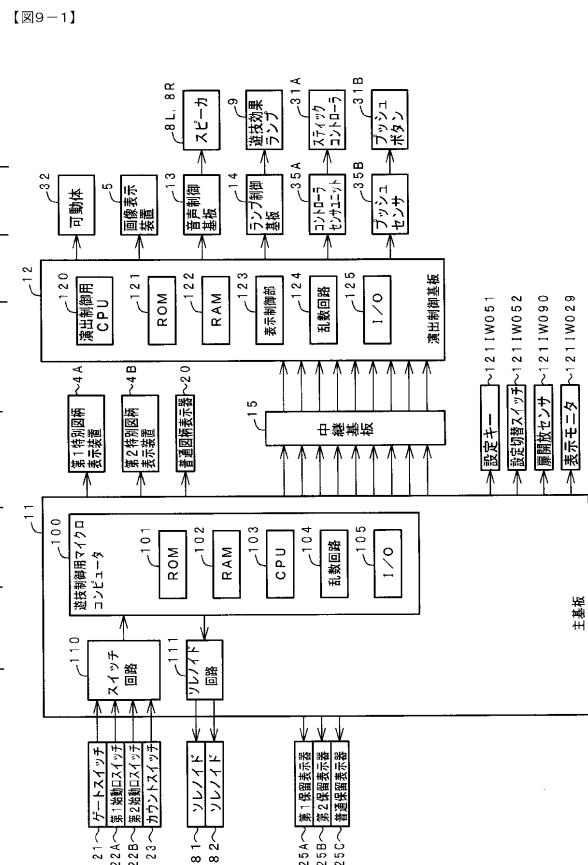 【図９－１】
32
可動体
5
画像表示
装置
13
音声制御
基板
8L, 8R
スピーカ
14
ランプ制御
基板
9
遊技効果
ランプ
35A
コントローラ
センサユニット
31A
スティック
コントローラ
35B
プッシュ
センサ
31B
プッシュ
ボタン
12
120
演出制御用
CPU
121
ROM
122
RAM
123
表示制御部
124
乱数回路
125
I/O
演出制御基板
第1特別図柄
表示装置
4A
第2特別図柄
表示装置
4B
普通図柄表示器
20
15
中継基板
設定キー
121IW051
設定切替スイッチ
121IW052
扉開放センサ
121IW090
表示モニタ
121IW029
11
100
遊技制御用マイクロ
コンピュータ
101
ROM
102
RAM
103
CPU
104
乱数回路
105
I/O
110
スイッチ
回路
111
ソレノイド
回路
主基板
21
ゲートスイッチ
22A
第1始動口スイッチ
22B
第2始動口スイッチ
23
カウントスイッチ
81
ソレノイド
82
ソレノイド
25A
第1保留表示器
25B
第2保留表示器
25C
普通保留表示器